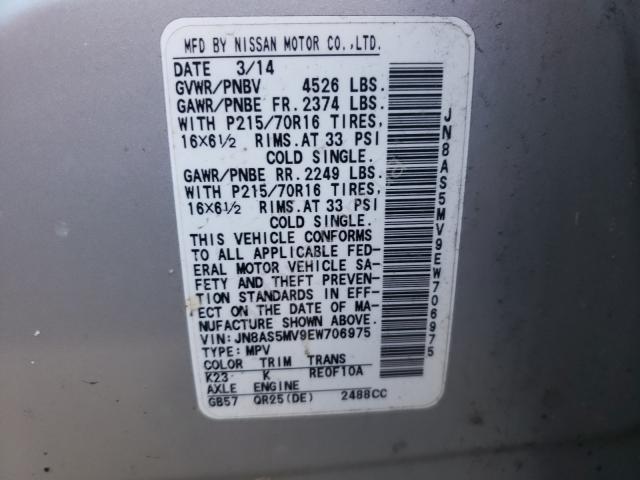 MFD BY NISSAN MOTOR CO.,LTD.
DATE 3/14
GVWR/PNBV 4526 LBS.
GAWR/PNBE FR. 2374 LBS.
WITH P215/70R16 TIRES,
16X6½ RIMS.AT 33 PSI
COLD SINGLE.
GAWR/PNBE RR. 2249 LBS.
WITH P215/70R16 TIRES,
16X6½ RIMS.AT 33 PSI
COLD SINGLE.
THIS VEHICLE CONFORMS
TO ALL APPLICABLE FED-
ERAL MOTOR VEHICLE SA-
FETY AND THEFT PREVEN-
TION STANDARDS IN EFF-
ECT ON THE DATE OF MA-
NUFACTURE SHOWN ABOVE.
VIN: JN8AS5MV9EW706975
TYPE: MPV
COLOR TRIM TRANS
K23 K RE0F10A
AXLE ENGINE
GB57 QR25(DE) 2488CC
JN8AS5MV9EW706975